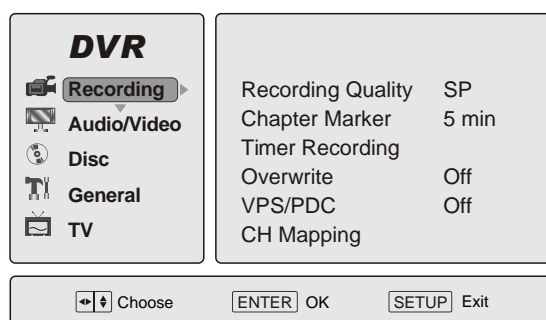 DVR
Recording
Audio/Video
Disc
General
TV
Recording Quality SP
Chapter Marker 5 min
Timer Recording
Overwrite Off
VPS/PDC Off
CH Mapping
Choose ENTER OK SETUP Exit